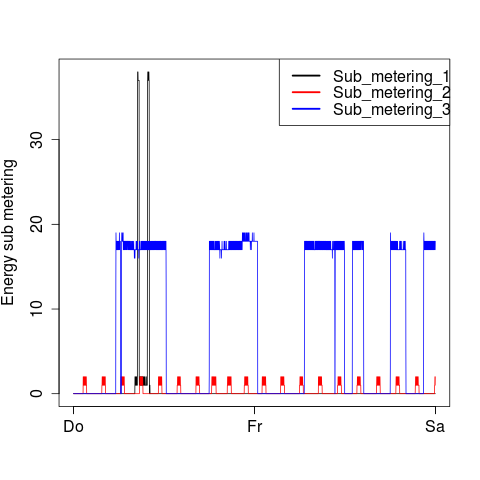 Sub_metering_1
Sub_metering_2
Sub_metering_3
Energy sub metering
30
20
10
0
Do Fr Sa